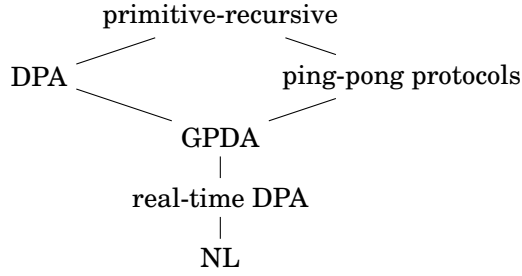 primitive-recursive
DPA
ping-pong protocols
GPDA
real-time DPA
NL